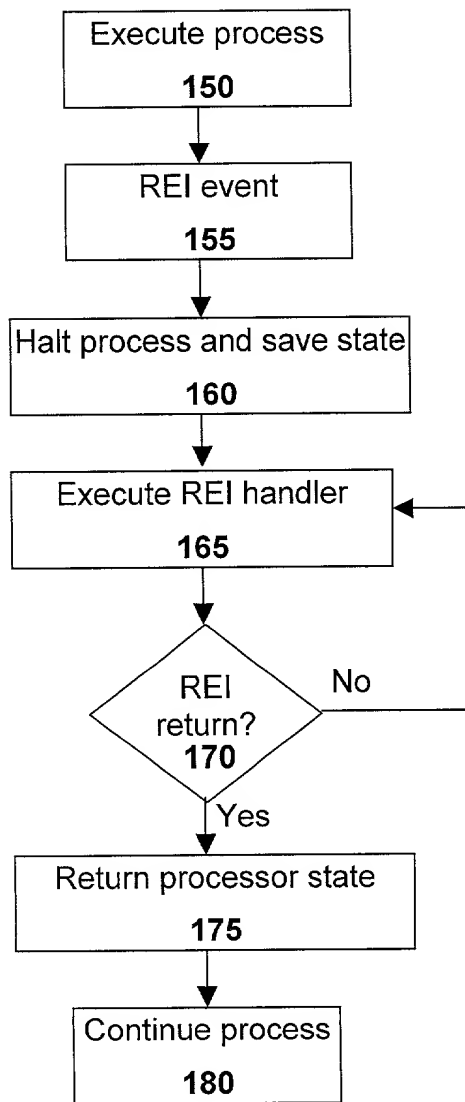 Execute process
150
REI event
155
Halt process and save state
160
Execute REI handler
165
REI
return?
170
No
Yes
Return processor state
175
Continue process
180